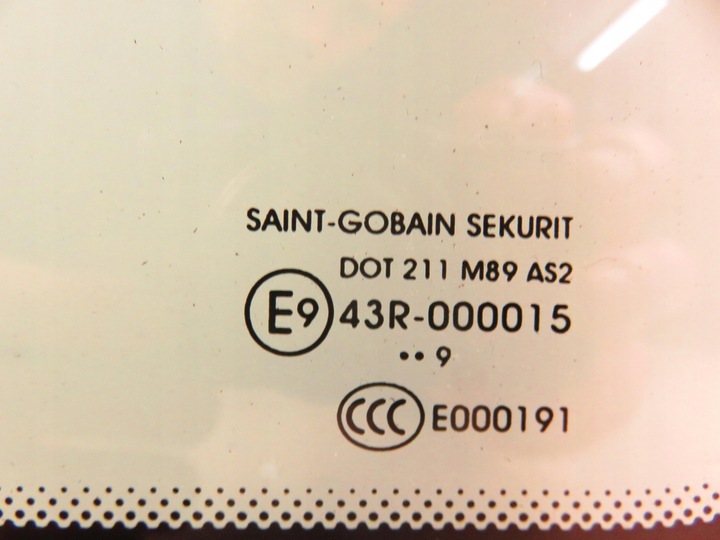 SAINT-GOBAIN SEKURIT
DOT 211 M89 AS2
E9 43R-000015
•• 9
CCC E000191